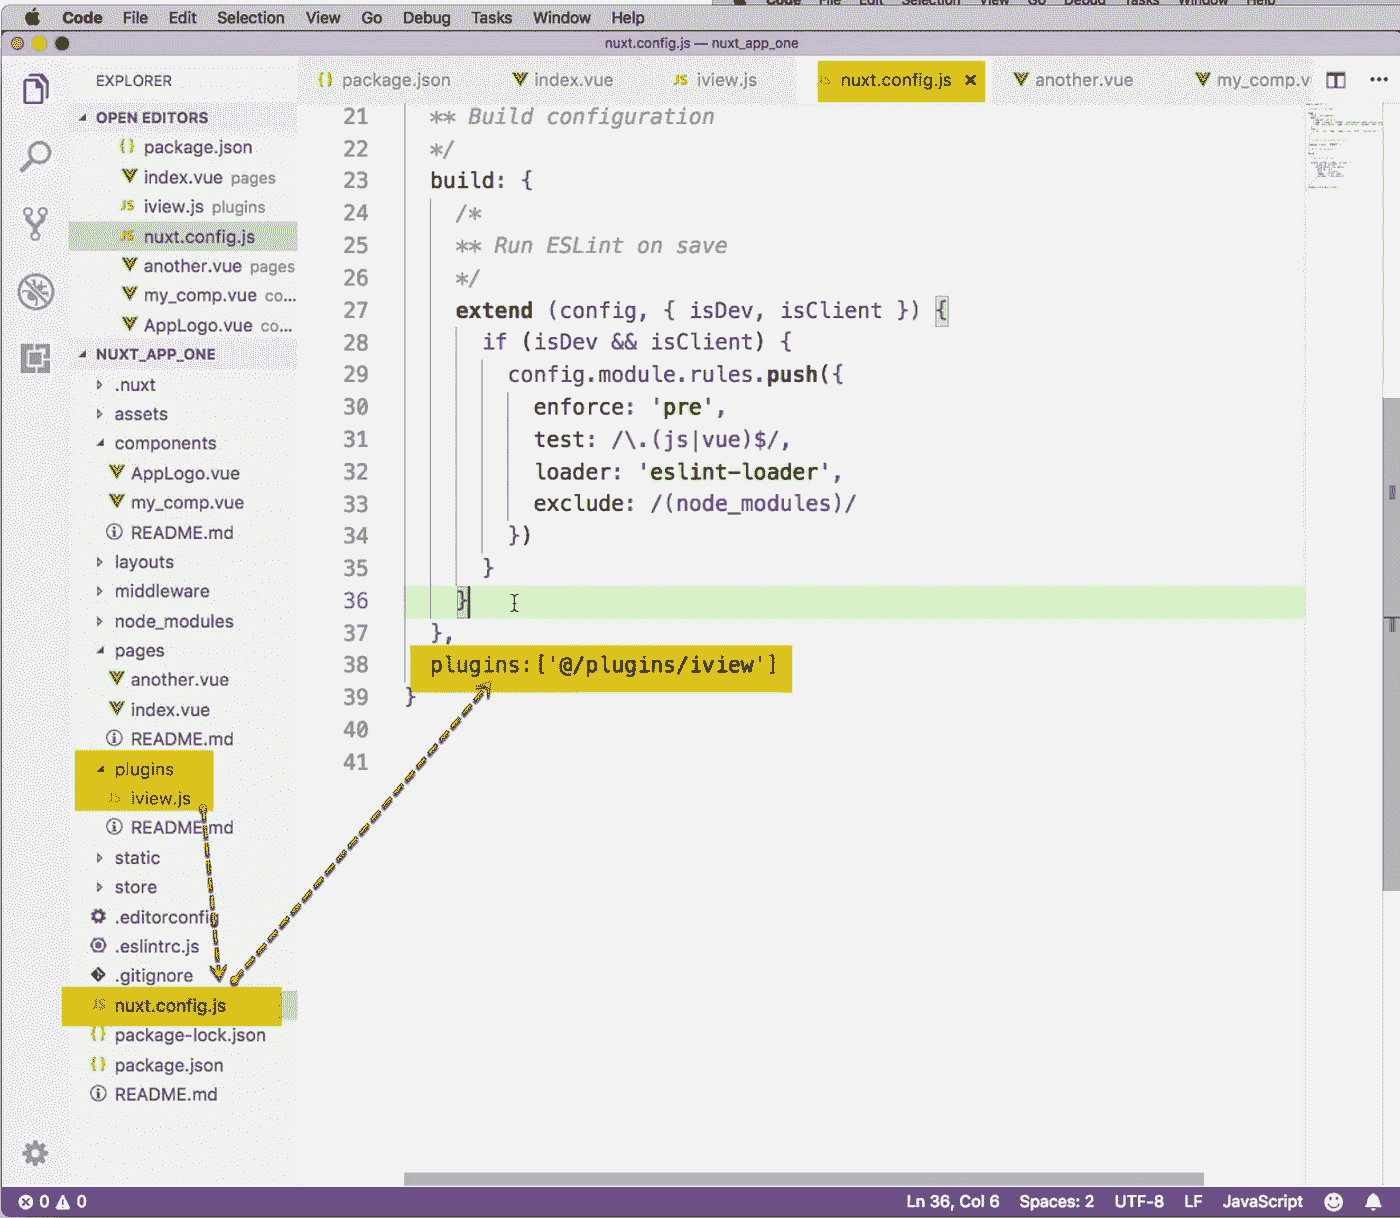 Code File Edit Selection View Go Debug Tasks Window Help
nuxt.config.js — nuxt_app_one
EXPLORER
OPEN EDITORS
package.json
index.vue pages
iview.js plugins
nuxt.config.js
another.vue pages
my_comp.vue co...
AppLogo.vue co...
NUXT_APP_ONE
.nuxt
assets
components
AppLogo.vue
my_comp.vue
README.md
layouts
middleware
node_modules
pages
another.vue
index.vue
README.md
plugins
iview.js
README.md
static
store
.editorconfig
.eslintrc.js
.gitignore
nuxt.config.js
package-lock.json
package.json
README.md
{} package.json index.vue JS iview.js JS nuxt.config.js × another.vue my_comp.v
21 ** Build configuration
22 */
23 build: {
24 /*
25 ** Run ESLint on save
26 */
27 extend (config, { isDev, isClient }) {
28 if (isDev && isClient) {
29 config.module.rules.push({
30 enforce: 'pre',
31 test: /\.(js|vue)$/,
32 loader: 'eslint-loader',
33 exclude: /(node_modules)/
34 })
35 }
36 }
37 },
38 plugins:['@/plugins/iview']
39 }
40
41
0 0 Ln 36, Col 6 Spaces: 2 UTF-8 LF JavaScript